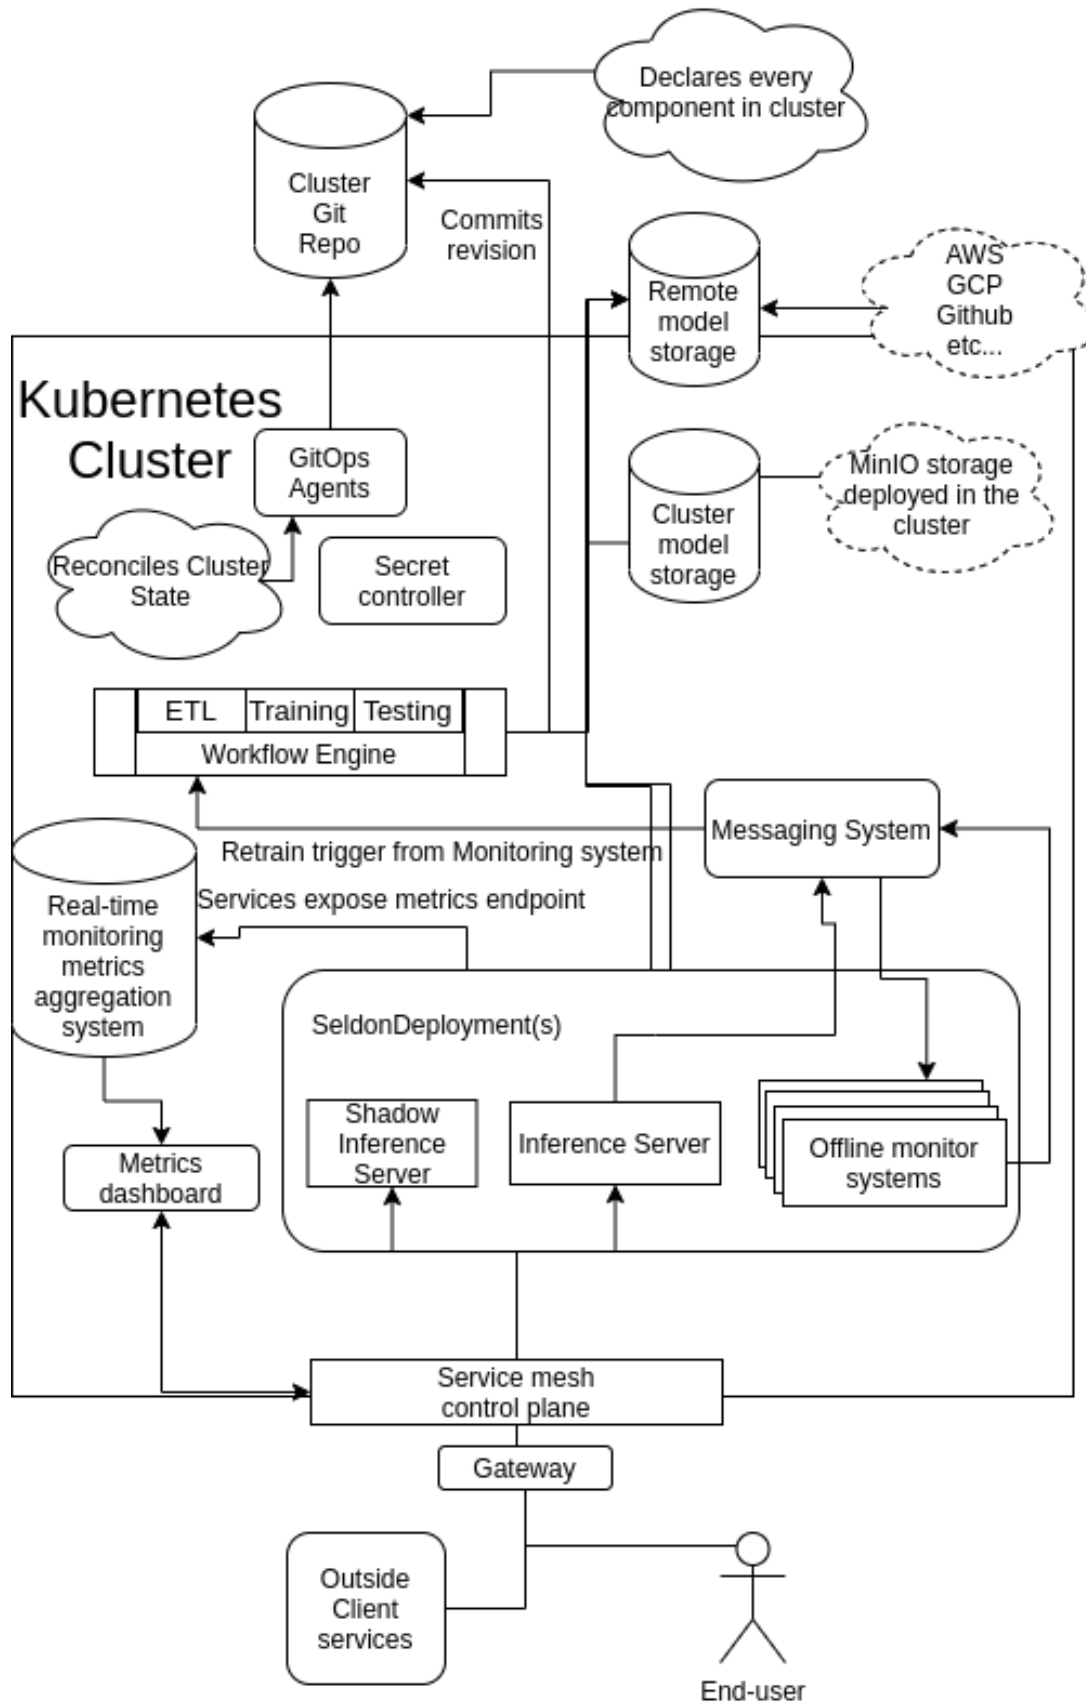 Declares every
component in cluster
Cluster
Git
Repo
Commits
revision
AWS
GCP
Github
etc...
Remote
model
storage
Kubernetes
Cluster
GitOps
Agents
MinIO storage
deployed in the
cluster
Cluster
model
storage
Reconciles Cluster
State
Secret
controller
ETL
Training
Testing
Workflow Engine
Messaging System
Retrain trigger from Monitoring system
Services expose metrics endpoint
Real-time
monitoring
metrics
aggregation
system
SeldonDeployment(s)
Shadow
Inference
Server
Inference Server
Offline monitor
systems
Metrics
dashboard
Service mesh
control plane
Gateway
Outside
Client
services
End-user